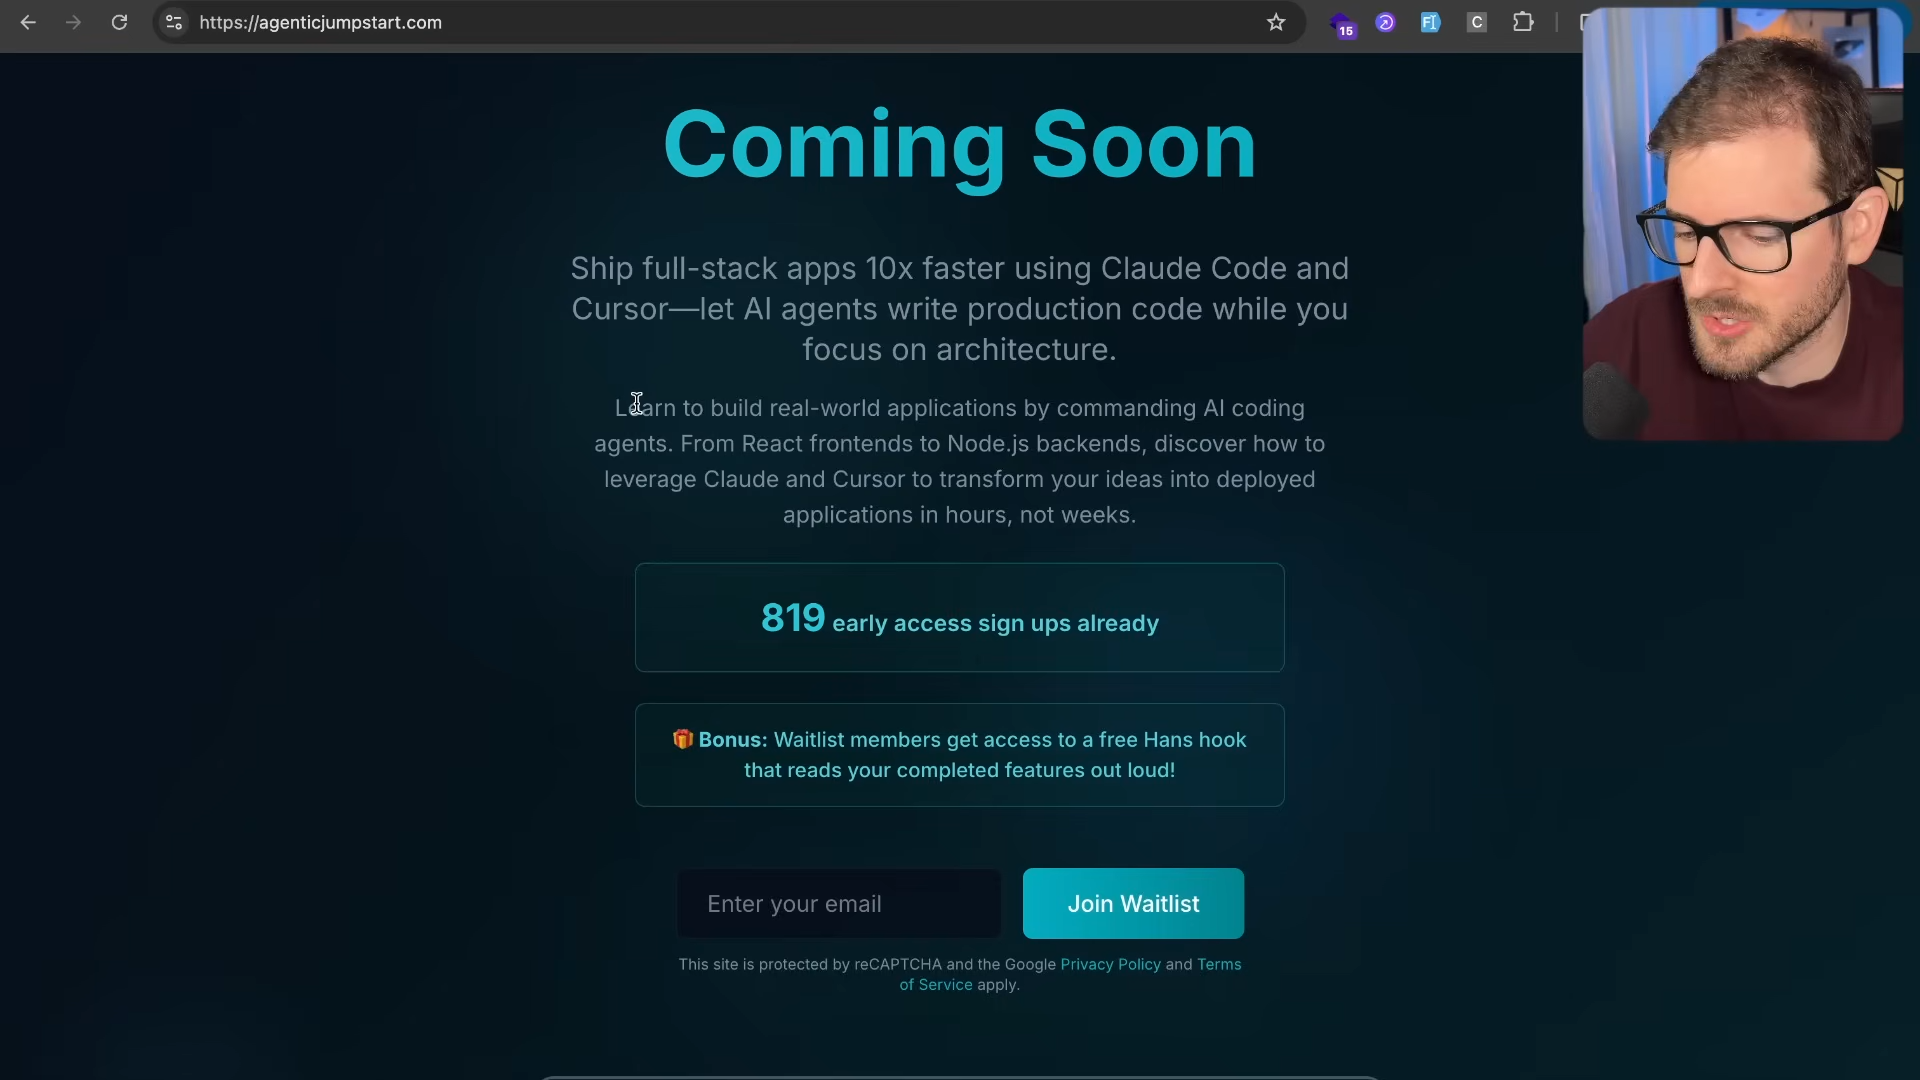 https://agenticjumpstart.com
15
C
Coming Soon
Ship full-stack apps 10x faster using Claude Code and
Cursor—let AI agents write production code while you
focus on architecture.
Learn to build real-world applications by commanding AI coding
agents. From React frontends to Node.js backends, discover how to
leverage Claude and Cursor to transform your ideas into deployed
applications in hours, not weeks.
819 early access sign ups already
🎁 Bonus: Waitlist members get access to a free Hans hook
that reads your completed features out loud!
Enter your email
Join Waitlist
This site is protected by reCAPTCHA and the Google Privacy Policy and Terms
of Service apply.